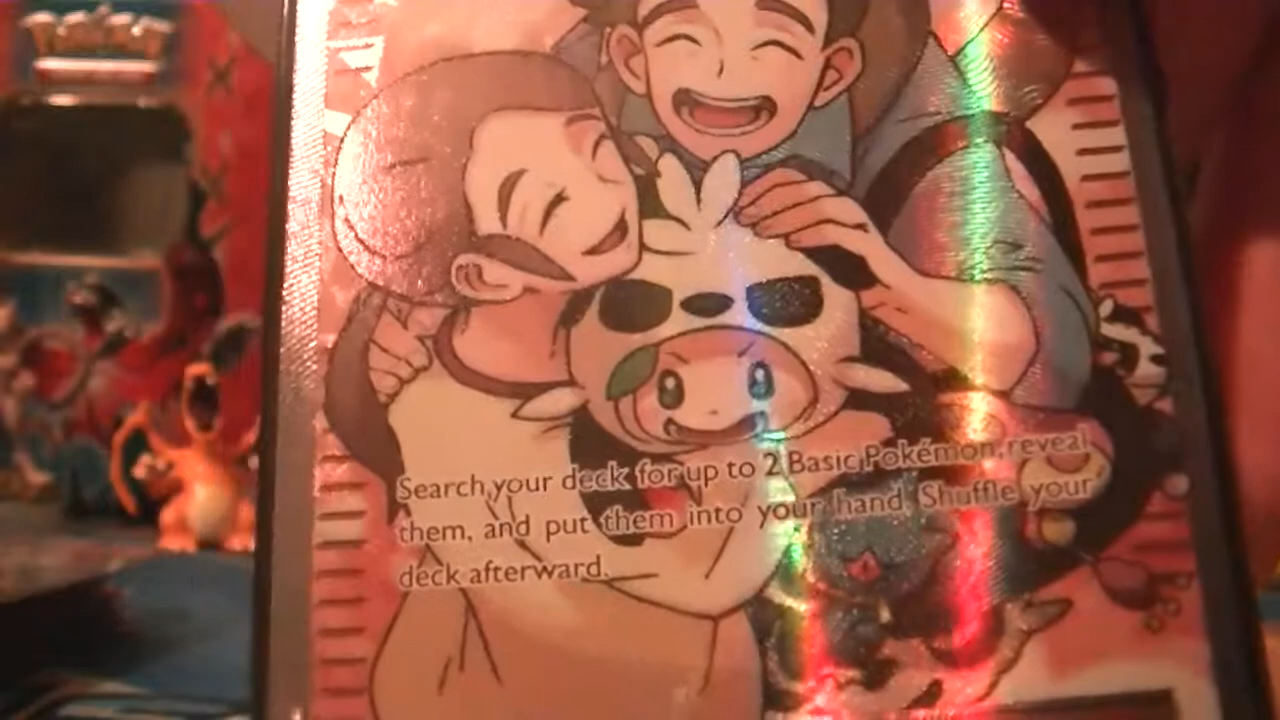 Search your deck for up to 2 Basic Pokémon, reveal
them, and put them into your hand. Shuffle your
deck afterward.